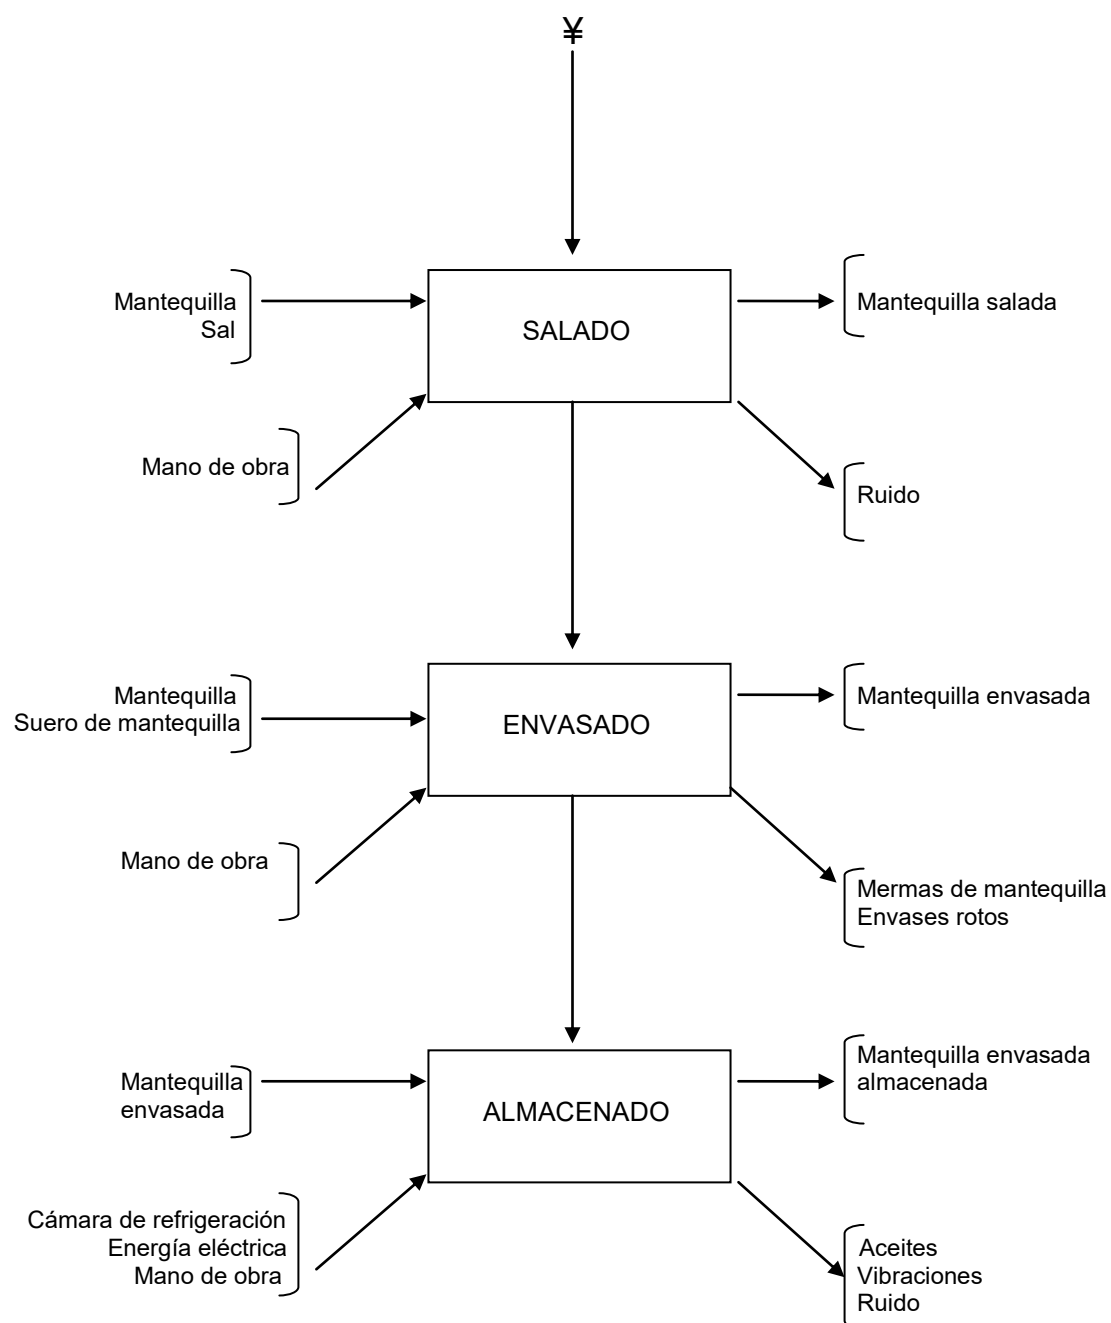 ¥
Mantequilla
Sal
SALADO
Mantequilla salada
Mano de obra
Ruido
Mantequilla
Suero de mantequilla
ENVASADO
Mantequilla envasada
Mano de obra
Mermas de mantequilla
Envases rotos
Mantequilla
envasada
ALMACENADO
Mantequilla envasada
almacenada
Cámara de refrigeración
Energía eléctrica
Mano de obra
Aceites
Vibraciones
Ruido